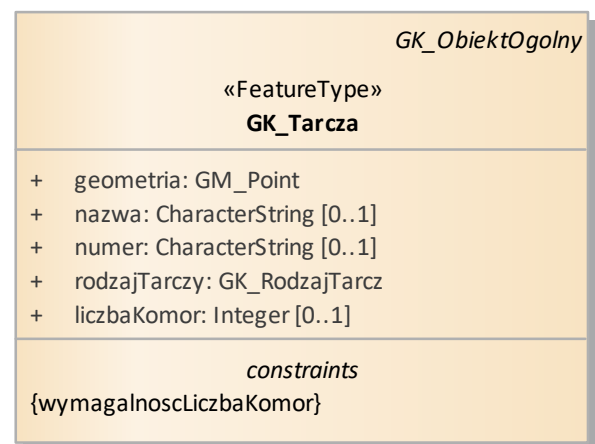 GK_ObiektOgolny
«FeatureType»
GK_Tarcza
+ geometria: GM_Point
+ nazwa: CharacterString [0..1]
+ numer: CharacterString [0..1]
+ rodzajTarczy: GK_RodzajTarcz
+ liczbaKomor: Integer [0..1]
constraints
{wymagalnoscLiczbaKomor}